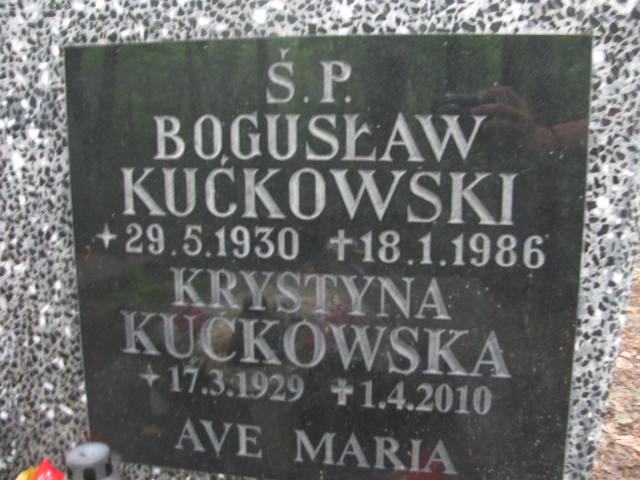 Ś.P.
BOGUSŁAW
KUĆKOWSKI
✦29.5.1930 ✝18.1.1986
KRYSTYNA
KUĆKOWSKA
✦17.3.1929 ✝1.4.2010
AVE MARIA